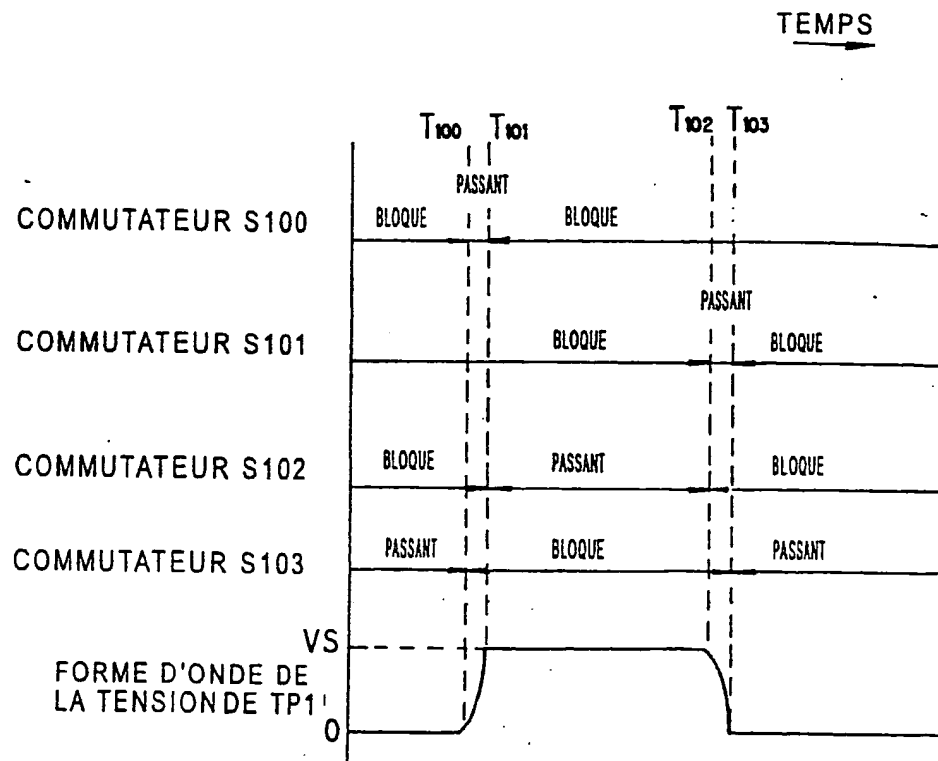 TEMPS
T100 T101 T102 T103
PASSANT
COMMUTATEUR S100 BLOQUE BLOQUE
PASSANT
COMMUTATEUR S101 BLOQUE BLOQUE
COMMUTATEUR S102 BLOQUE PASSANT BLOQUE
COMMUTATEUR S103 PASSANT BLOQUE PASSANT
VS
FORME D'ONDE DE
LA TENSION DE TP1
0